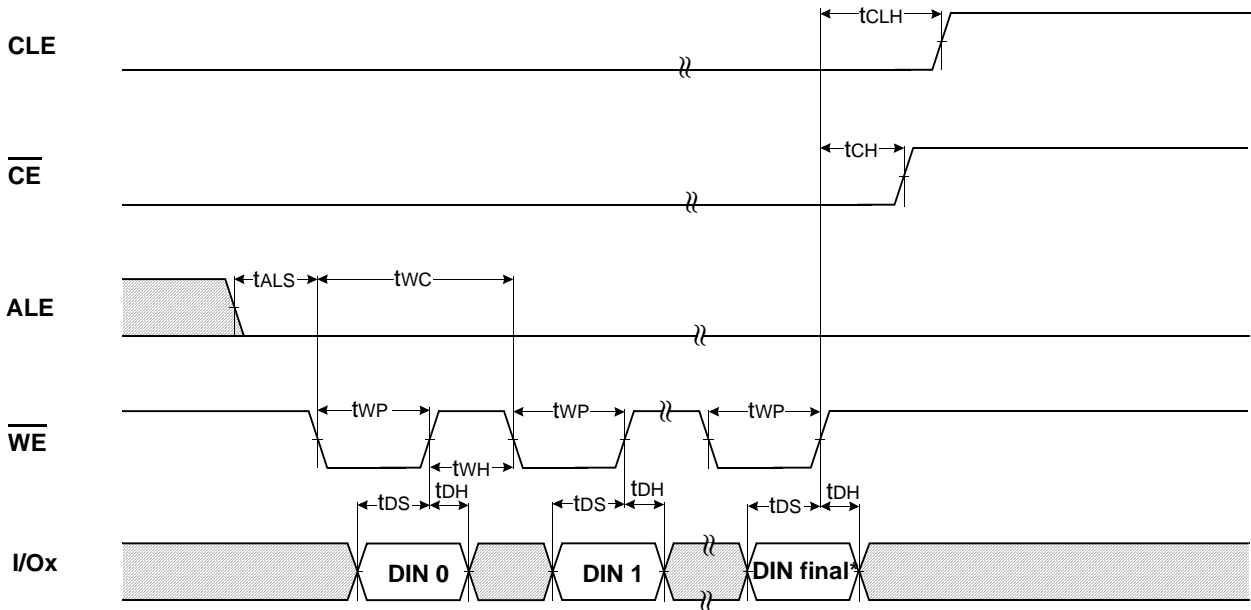 tCLH
CLE
tCH
CE
tALS
tWC
ALE
tWP
tWP
tWP
WE
tWH
tDS
tDH
tDS
tDH
tDS
tDH
I/Ox
DIN 0
DIN 1
DIN final*